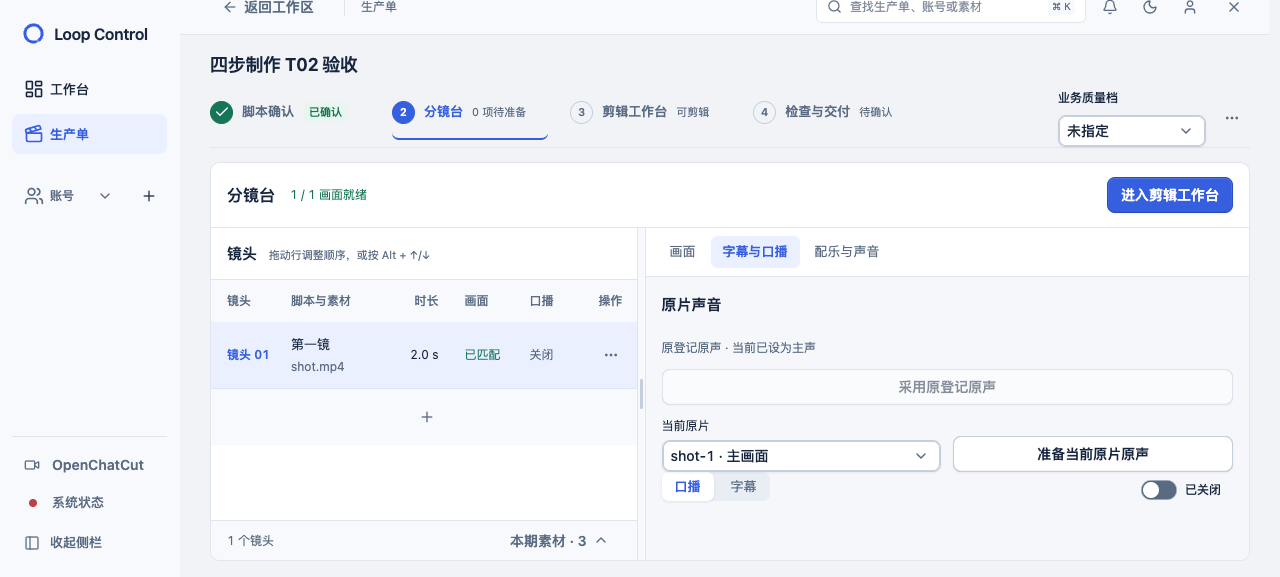 Loop Control
工作台
生产单
账号
OpenChatCut
系统状态
收起侧栏
返回工作区
生产单
查找生产单、账号或素材
⌘ K
四步制作 T02 验收
脚本确认 已确认
2 分镜台 0 项待准备
3 剪辑工作台 可剪辑
4 检查与交付 待确认
业务质量档
未指定
分镜台 1 / 1 画面就绪
进入剪辑工作台
镜头 拖动行调整顺序，或按 Alt + ↑/↓
镜头 脚本与素材 时长 画面 口播 操作
镜头 01 第一镜 2.0 s 已匹配 关闭
shot.mp4
1 个镜头
本期素材 · 3
画面 字幕与口播 配乐与声音
原片声音
原登记原声 · 当前已设为主声
采用原登记原声
当前原片
shot-1 · 主画面
准备当前原片原声
口播 字幕
已关闭